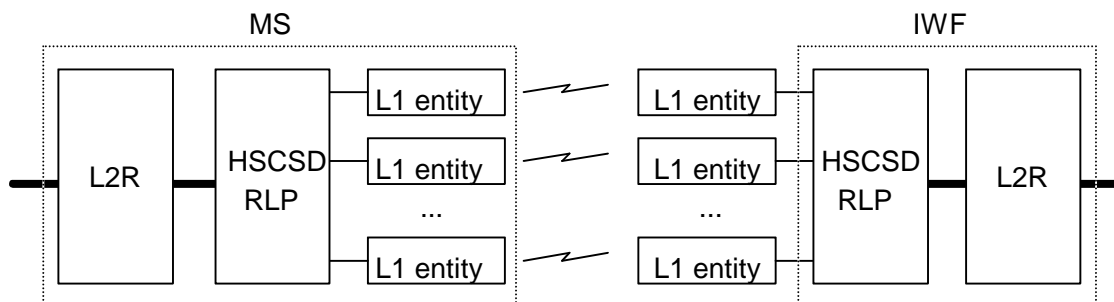 MS
IWF
L2R
HSCSD
RLP
L1 entity
L1 entity
...
L1 entity
L1 entity
L1 entity
...
L1 entity
HSCSD
RLP
L2R